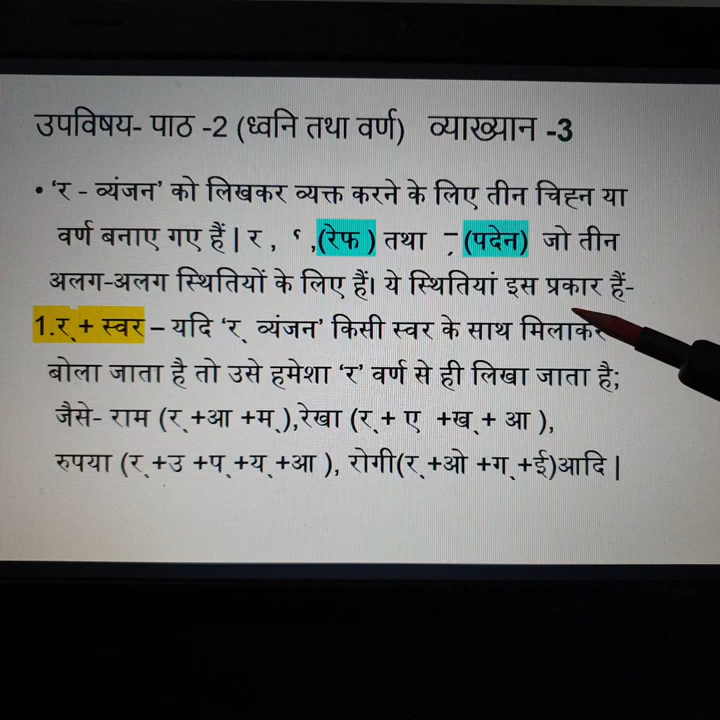 उपविषय- पाठ -2 (ध्वनि तथा वर्ण) व्याख्यान -3
• 'र - व्यंजन' को लिखकर व्यक्त करने के लिए तीन चिह्न या
वर्ण बनाए गए हैं | र , र्‍ ,(रेफ ) तथा ्र (पदेन) जो तीन
अलग-अलग स्थितियों के लिए हैं। ये स्थितियां इस प्रकार हैं-
1.र् + स्वर – यदि 'र् व्यंजन' किसी स्वर के साथ मिलाकर
बोला जाता है तो उसे हमेशा 'र' वर्ण से ही लिखा जाता है;
जैसे- राम (र् +आ +म् ),रेखा (र् + ए +ख् + आ ),
रुपया (र् +उ +प् +य् +आ ), रोगी(र् +ओ +ग् +ई)आदि |